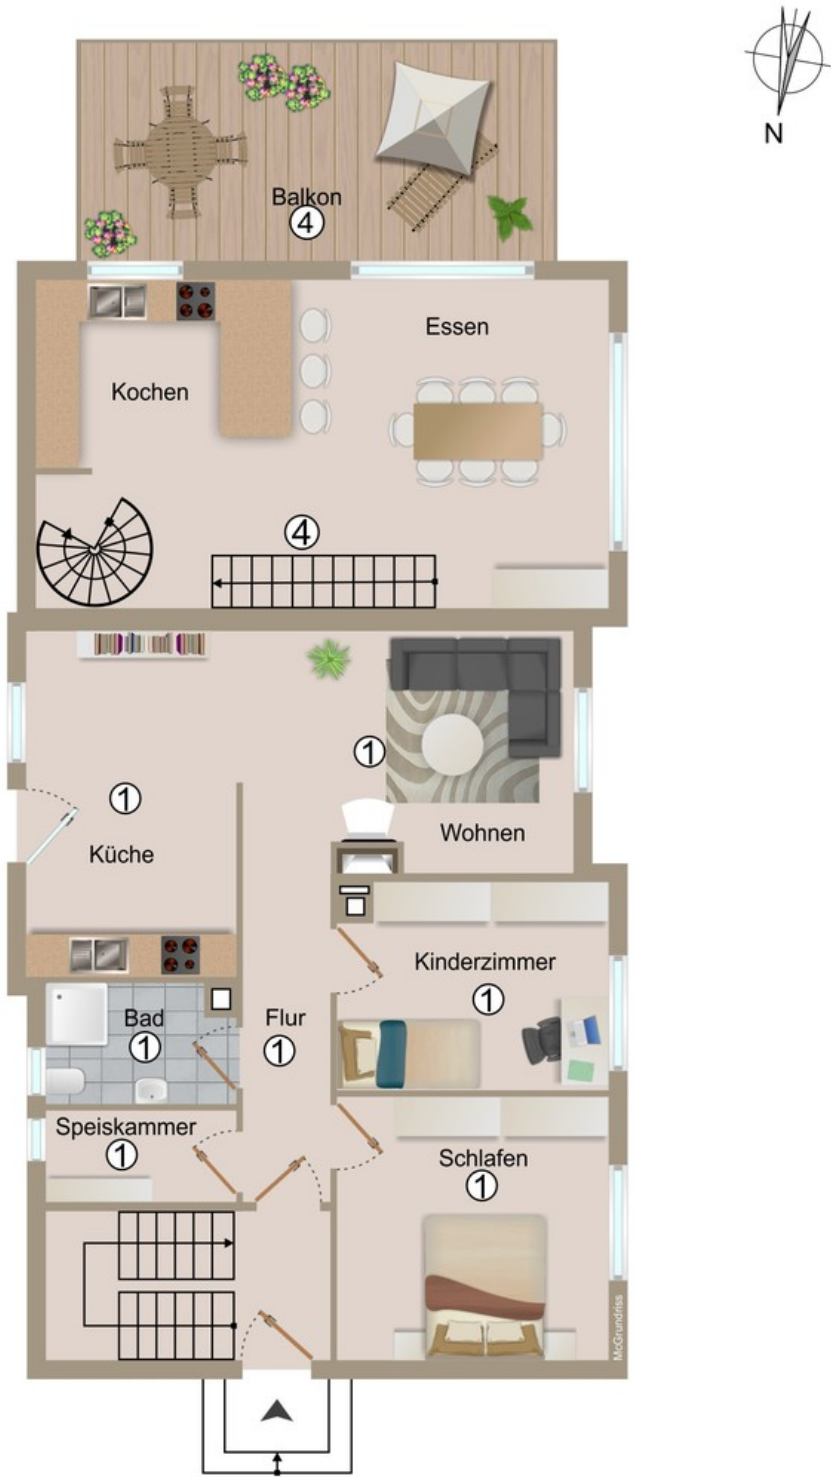 N
Balkon
4
Essen
Kochen
4
1
1
Wohnen
Küche
Kinderzimmer
1
Bad
1
Flur
1
Speiskammer
1
Schlafen
1
McGrundriss